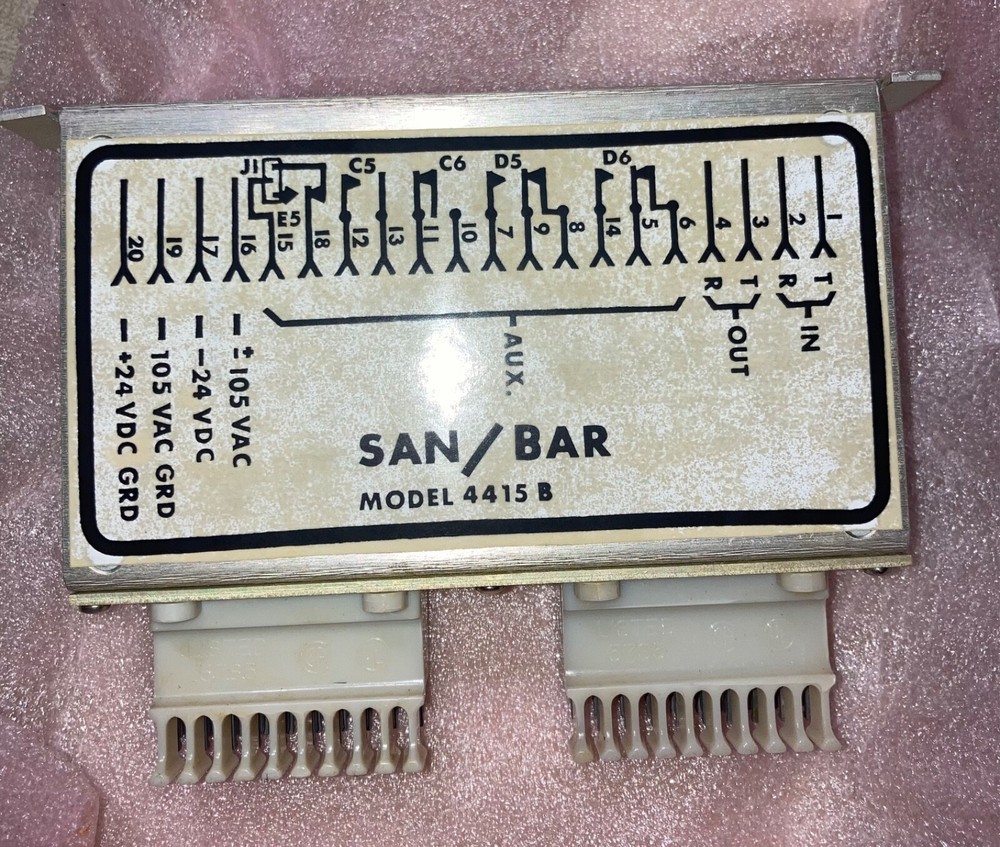 J1
C5
C6
D5
D6
E5
20
19
17
16
15
18
12
13
11
10
7
9
8
14
5
6
4
3
2
1
R
T
R
T
OUT
IN
AUX.
— ± 105 VAC
— −24 VDC
— 105 VAC GRD
— +24 VDC GRD
SAN/BAR
MODEL 4415 B